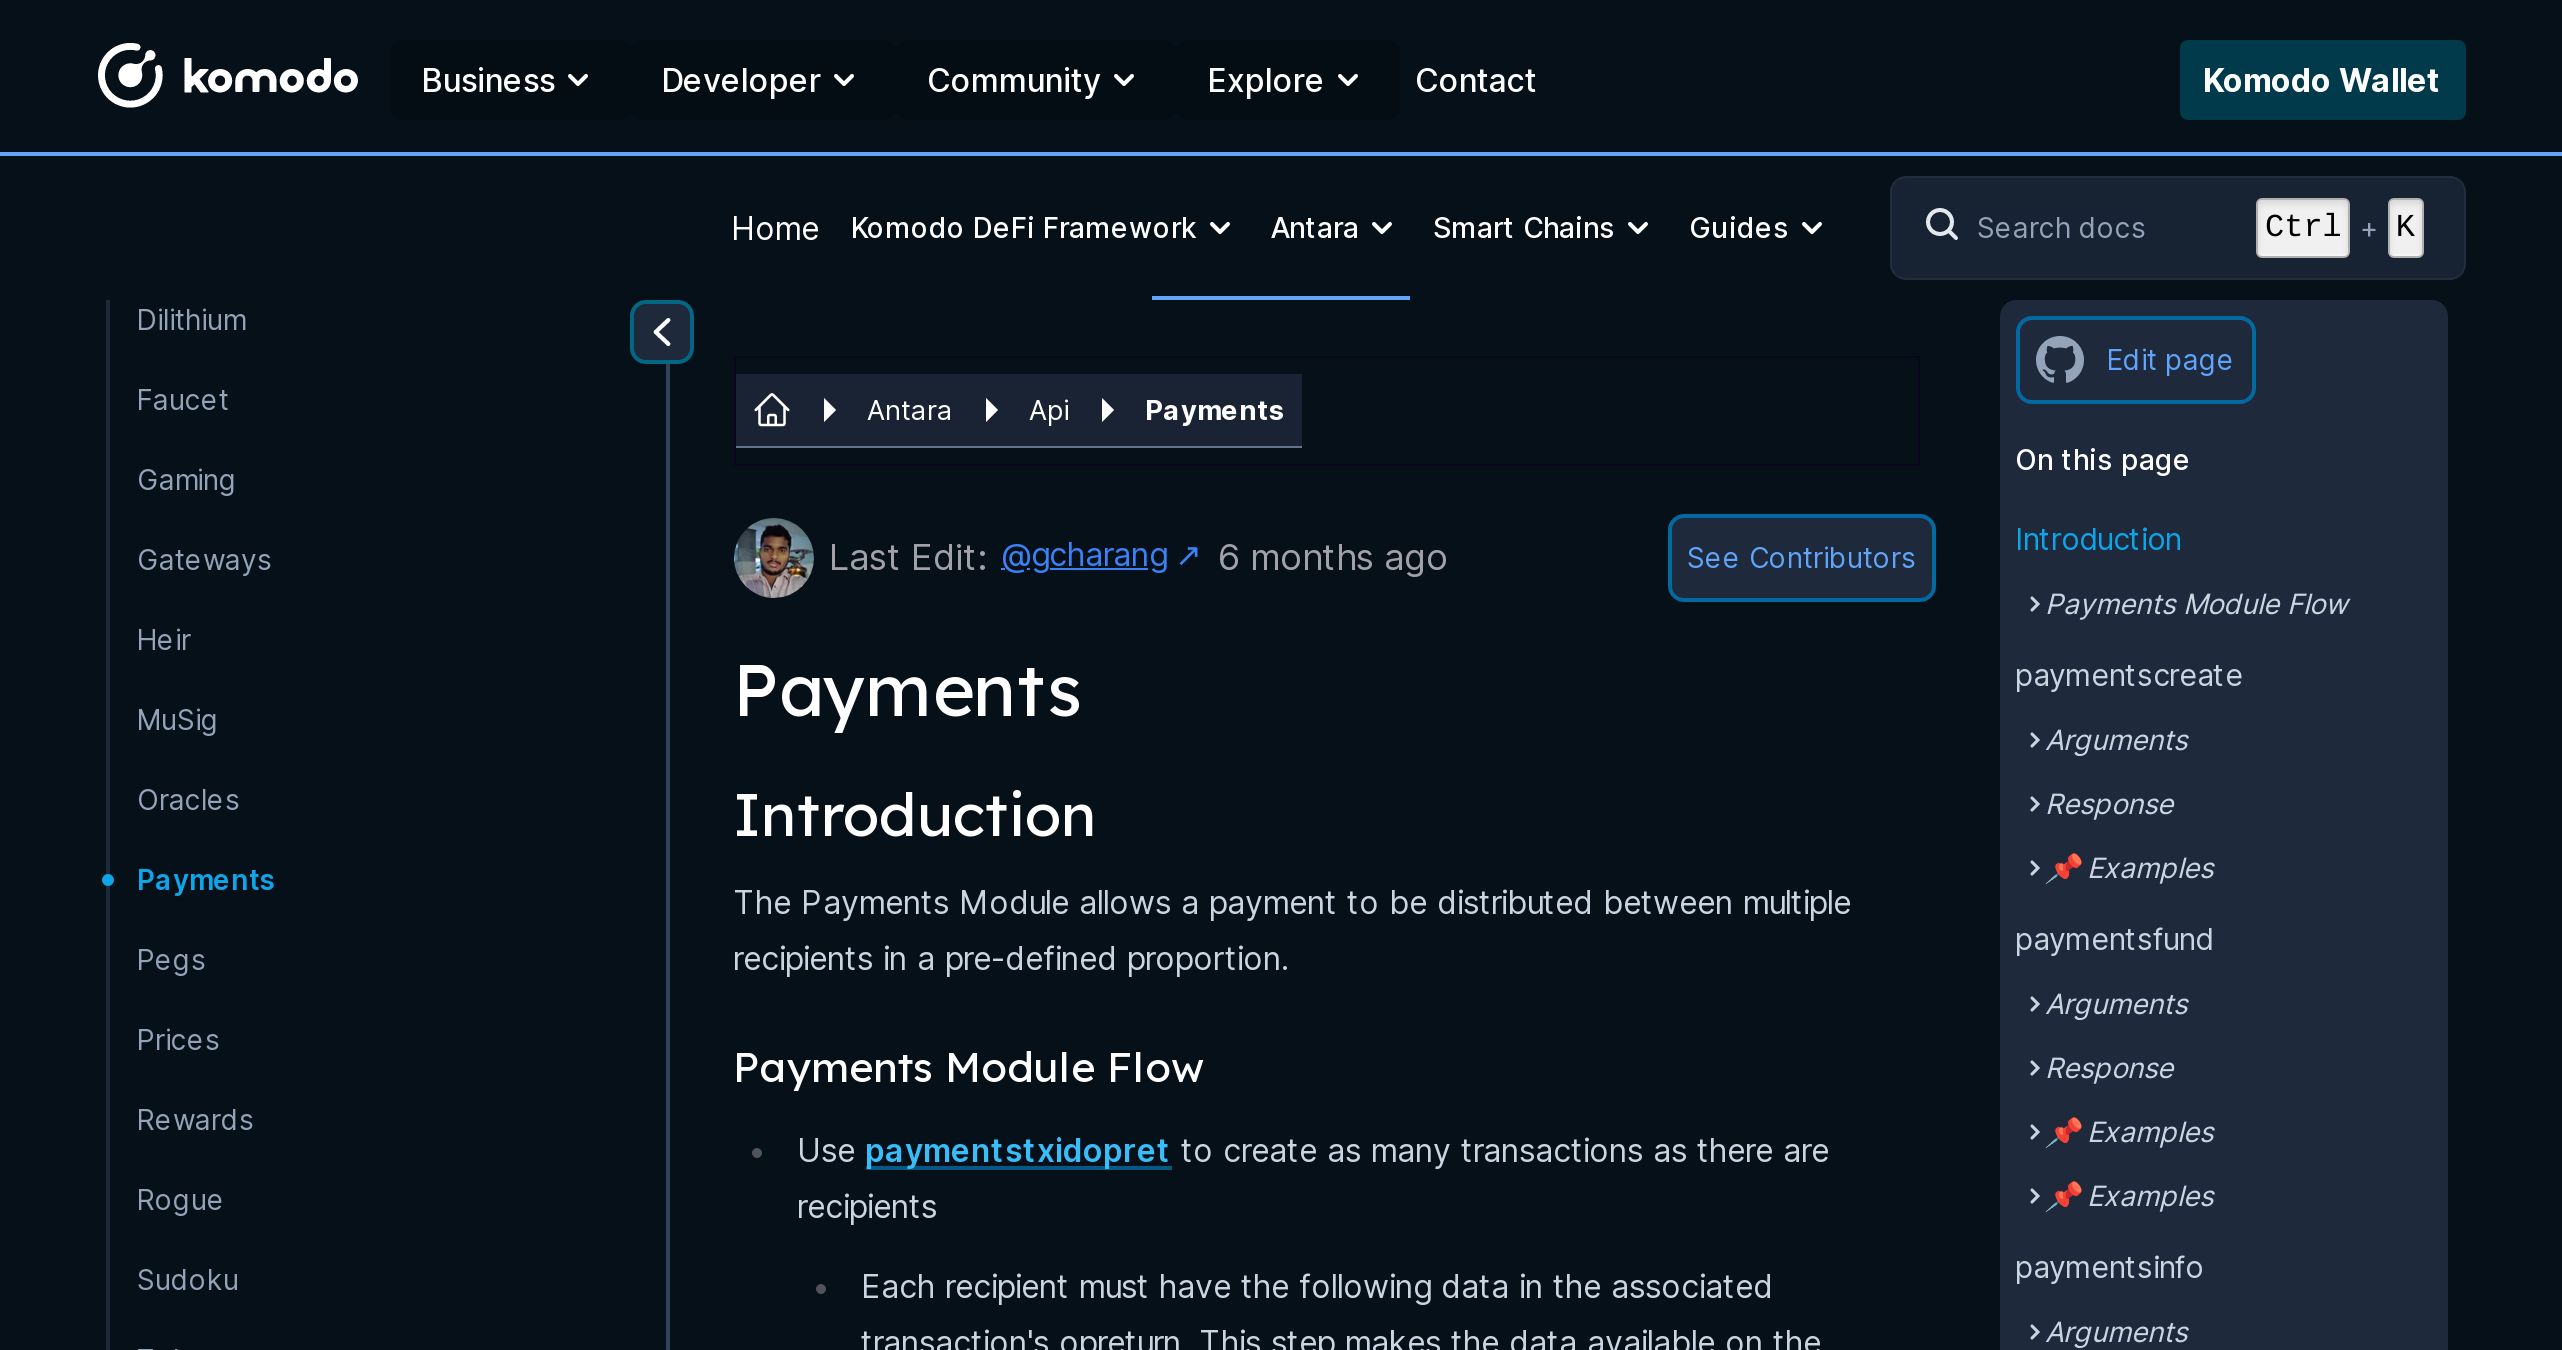 komodo
Business
Developer
Community
Explore
Contact
Komodo Wallet
Home
Komodo DeFi Framework
Antara
Smart Chains
Guides
Search docs
Ctrl + K
Dilithium
Faucet
Gaming
Gateways
Heir
MuSig
Oracles
Payments
Pegs
Prices
Rewards
Rogue
Sudoku
Antara
Api
Payments
Last Edit: @gcharang ↗ 6 months ago
See Contributors
Payments
Introduction
The Payments Module allows a payment to be distributed between multiple
recipients in a pre-defined proportion.
Payments Module Flow
Use paymentstxidopret to create as many transactions as there are
recipients
Each recipient must have the following data in the associated
transaction's opreturn. This step makes the data available on the
Edit page
On this page
Introduction
Payments Module Flow
paymentscreate
Arguments
Response
📌 Examples
paymentsfund
Arguments
Response
📌 Examples
📌 Examples
paymentsinfo
Arguments